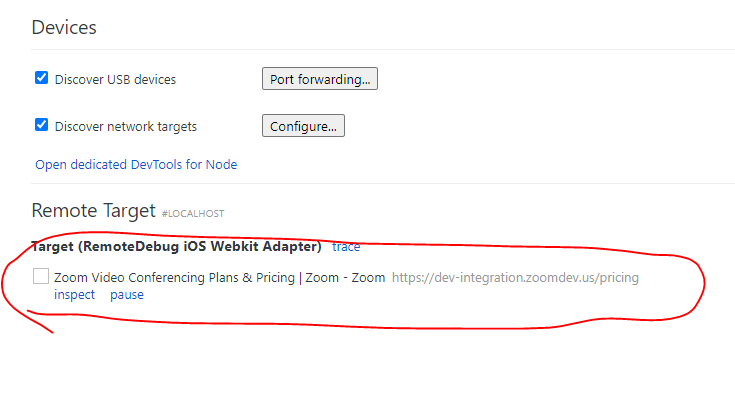 Devices
Discover USB devices Port forwarding...
Discover network targets Configure...
Open dedicated DevTools for Node
Remote Target #LOCALHOST
Target (RemoteDebug iOS Webkit Adapter) trace
Zoom Video Conferencing Plans & Pricing | Zoom - Zoom https://dev-integration.zoomdev.us/pricing
inspect pause